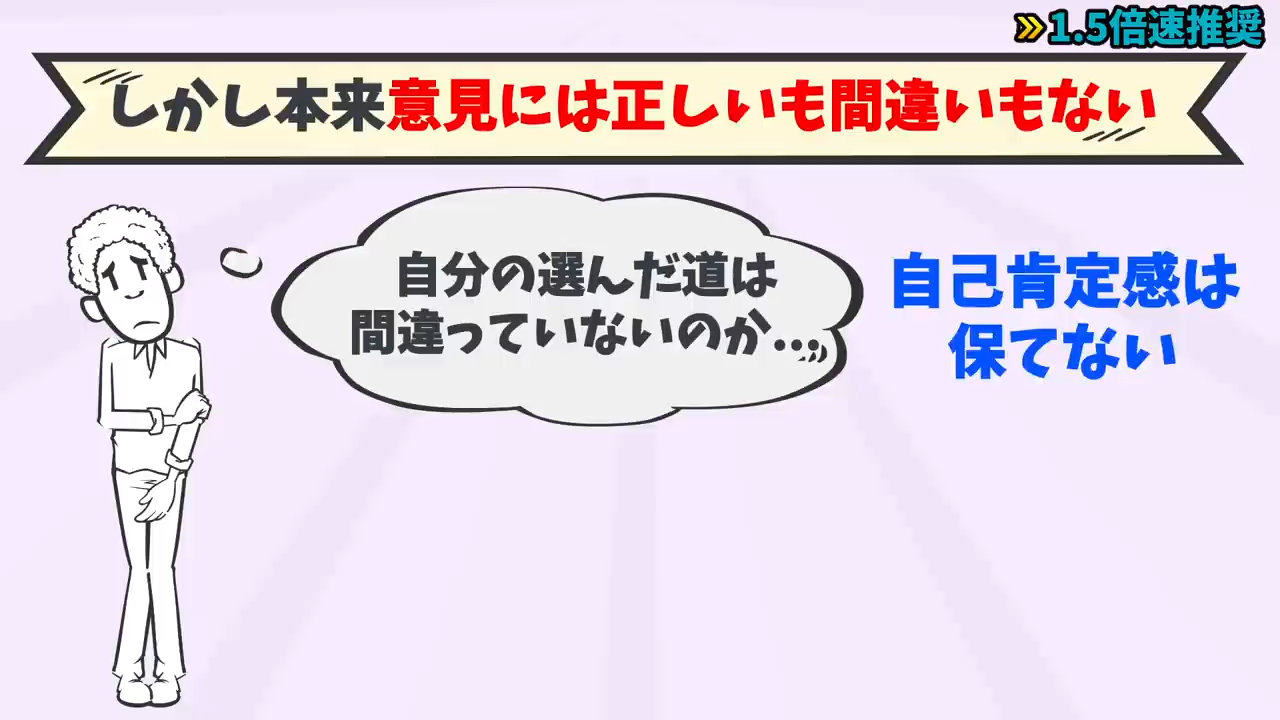 »1.5倍速推奨
しかし本来意見には正しいも間違いもない
自分の選んだ道は
間違っていないのか...
自己肯定感は
保てない